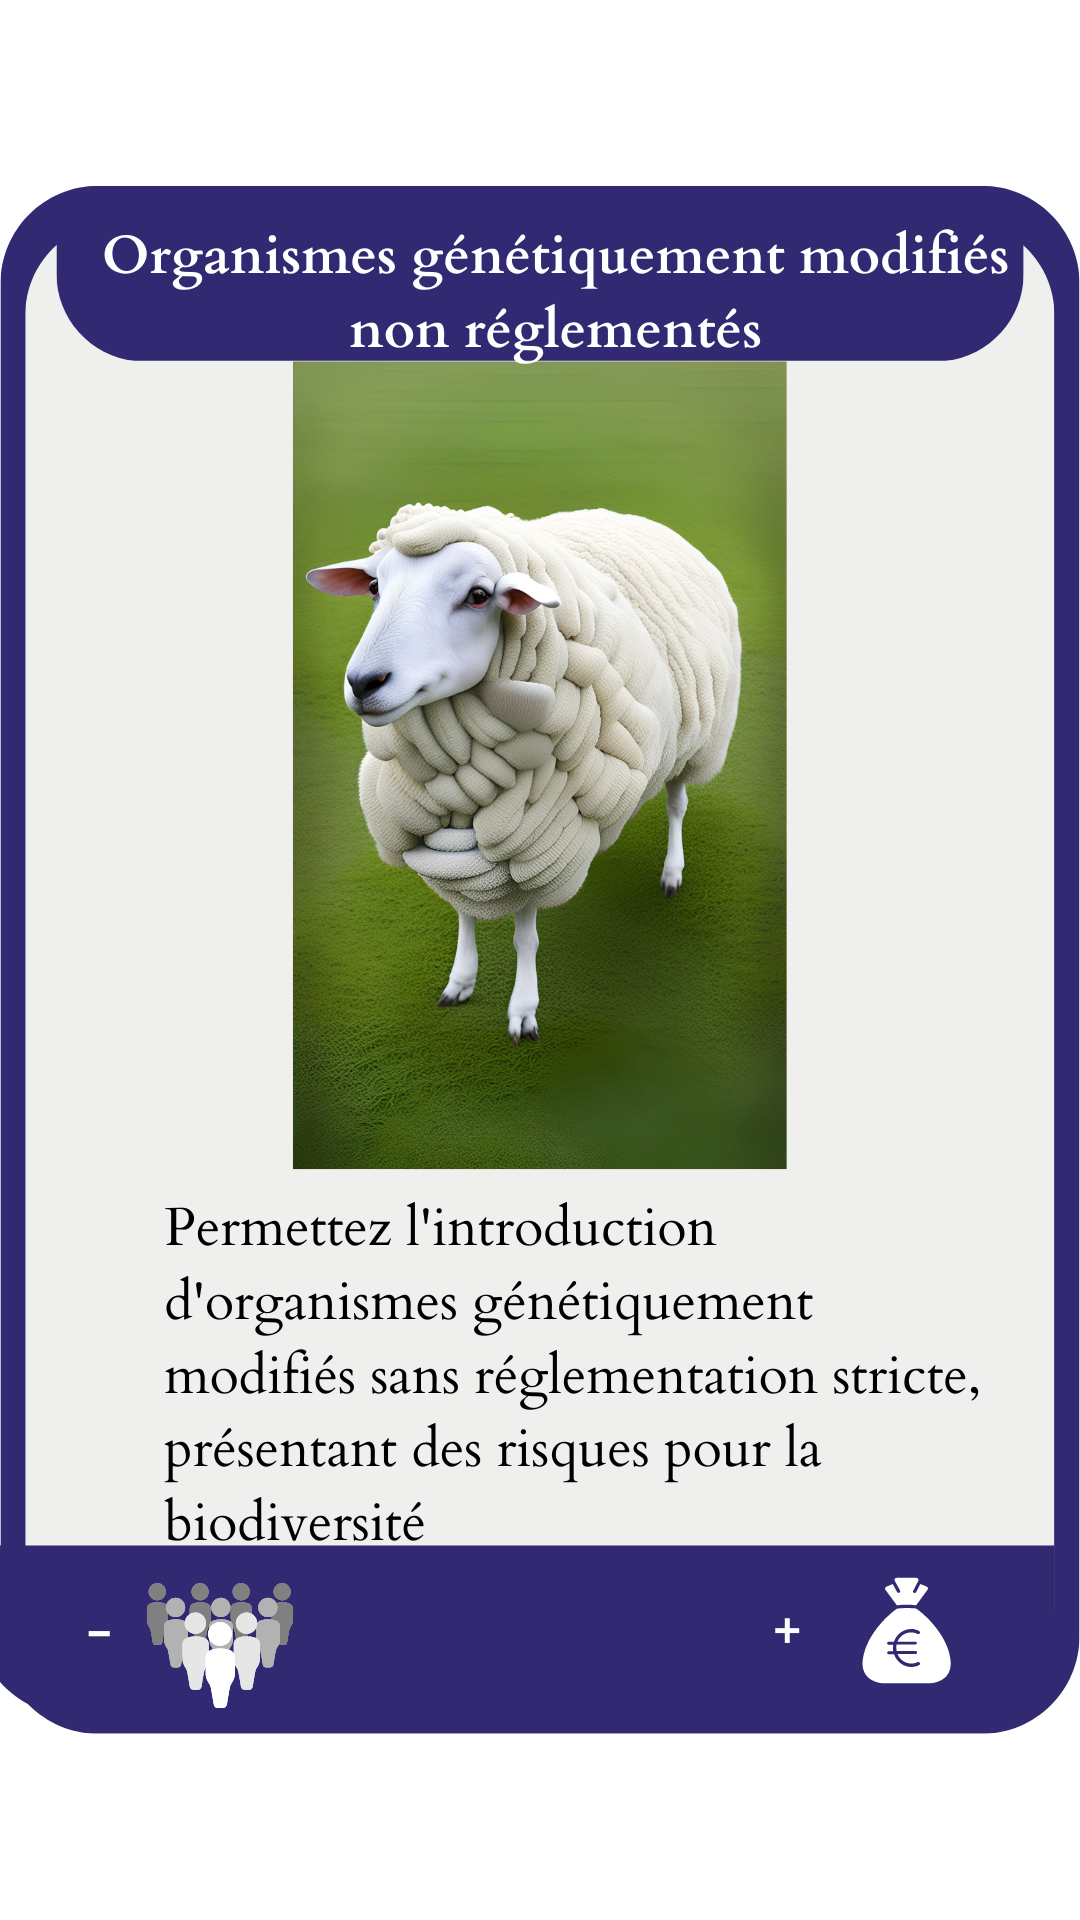 Organismes génétiquement modifiés
non réglementés
Permettez l'introduction
d'organismes génétiquement
modifiés sans réglementation stricte,
présentant des risques pour la
biodiversité
- + €